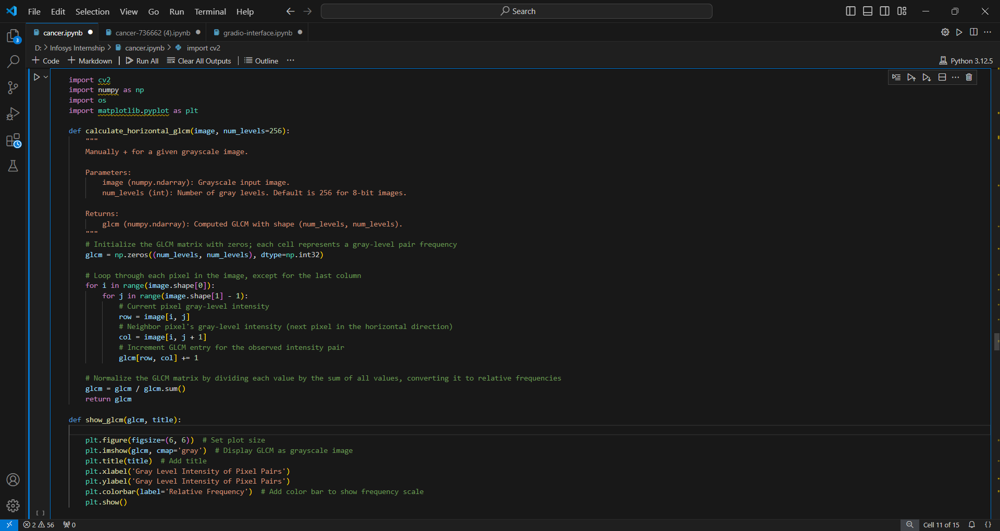 File Edit Selection View Go Run Terminal Help Search
cancer.ipynb cancer-736662 (4).ipynb gradio-interface.ipynb
D: > Infosys Internship > cancer.ipynb > import cv2
+ Code + Markdown | Run All Clear All Outputs | Outline ... Python 3.12.5
3
import cv2
import numpy as np
import os
import matplotlib.pyplot as plt
def calculate_horizontal_glcm(image, num_levels=256):
"""
Manually + for a given grayscale image.
Parameters:
image (numpy.ndarray): Grayscale input image.
num_levels (int): Number of gray levels. Default is 256 for 8-bit images.
Returns:
glcm (numpy.ndarray): Computed GLCM with shape (num_levels, num_levels).
"""
# Initialize the GLCM matrix with zeros; each cell represents a gray-level pair frequency
glcm = np.zeros((num_levels, num_levels), dtype=np.int32)
# Loop through each pixel in the image, except for the last column
for i in range(image.shape[0]):
for j in range(image.shape[1] - 1):
# Current pixel gray-level intensity
row = image[i, j]
# Neighbor pixel's gray-level intensity (next pixel in the horizontal direction)
col = image[i, j + 1]
# Increment GLCM entry for the observed intensity pair
glcm[row, col] += 1
# Normalize the GLCM matrix by dividing each value by the sum of all values, converting it to relative frequencies
glcm = glcm / glcm.sum()
return glcm
def show_glcm(glcm, title):
plt.figure(figsize=(6, 6)) # Set plot size
plt.imshow(glcm, cmap='gray') # Display GLCM as grayscale image
plt.title(title) # Add title
plt.xlabel('Gray Level Intensity of Pixel Pairs')
plt.ylabel('Gray Level Intensity of Pixel Pairs')
plt.colorbar(label='Relative Frequency') # Add color bar to show frequency scale
plt.show()
[ ]
2 56 0 Cell 11 of 15 {}